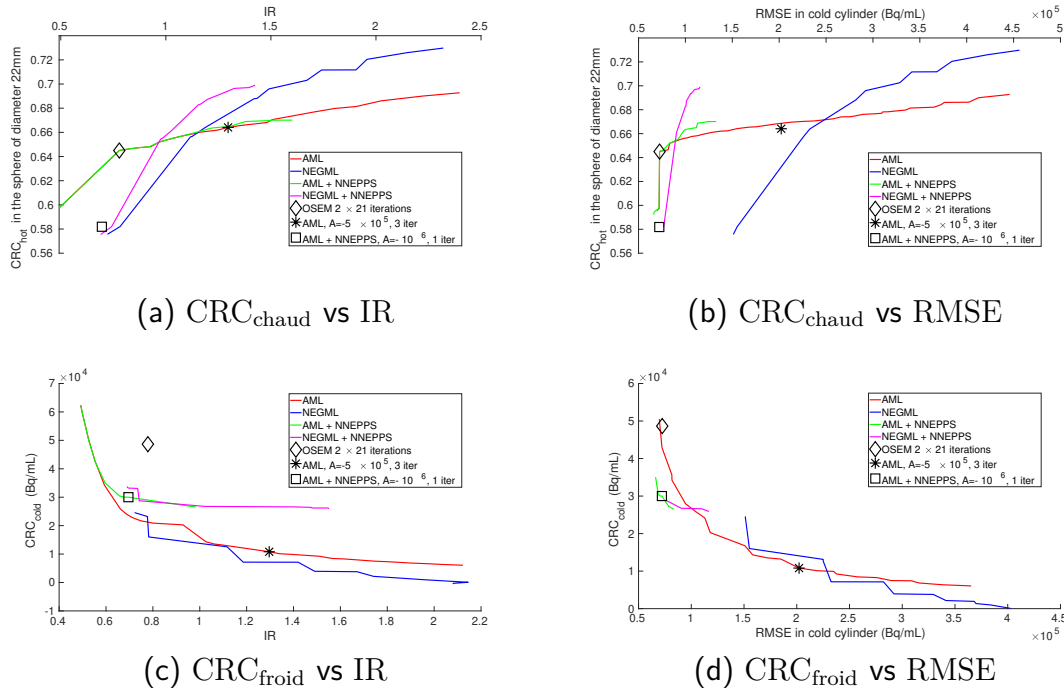 IR
0.5 1 1.5 2 2.5
CRC_hot in the sphere of diameter 22mm
0.72
0.7
0.68
0.66
0.64
0.62
0.6
0.58
0.56
AML
NEGML
AML + NNEPPS
NEGML + NNEPPS
OSEM 2 × 21 iterations
AML, A=-5 × 10^5, 3 iter
AML + NNEPPS, A=- 10^6, 1 iter
(a) CRC_chaud vs IR
RMSE in cold cylinder (Bq/mL)
×10^5
0.5 1 1.5 2 2.5 3 3.5 4 4.5 5
CRC_hot in the sphere of diameter 22mm
0.72
0.7
0.68
0.66
0.64
0.62
0.6
0.58
0.56
AML
NEGML
AML + NNEPPS
NEGML + NNEPPS
OSEM 2 × 21 iterations
AML, A=-5 × 10^5, 3 iter
AML + NNEPPS, A=- 10^6, 1 iter
(b) CRC_chaud vs RMSE
×10^4
CRC_cold (Bq/mL)
7
6
5
4
3
2
1
0
-1
AML
NEGML
AML + NNEPPS
NEGML + NNEPPS
OSEM 2 × 21 iterations
AML, A=-5 × 10^5, 3 iter
AML + NNEPPS, A=- 10^6, 1 iter
0.4 0.6 0.8 1 1.2 1.4 1.6 1.8 2 2.2
IR
(c) CRC_froid vs IR
×10^4
CRC_cold (Bq/mL)
6
5
4
3
2
1
0
AML
NEGML
AML + NNEPPS
NEGML + NNEPPS
OSEM 2 × 21 iterations
AML, A=-5 × 10^5, 3 iter
AML + NNEPPS, A=- 10^6, 1 iter
0.5 1 1.5 2 2.5 3 3.5 4 4.5 5
RMSE in cold cylinder (Bq/mL)
×10^5
(d) CRC_froid vs RMSE